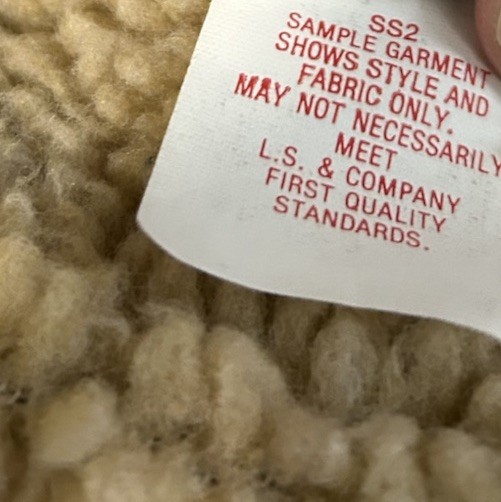 SS2
SAMPLE GARMENT
SHOWS STYLE AND
FABRIC ONLY.
MAY NOT NECESSARILY
MEET
L.S. & COMPANY
FIRST QUALITY
STANDARDS.